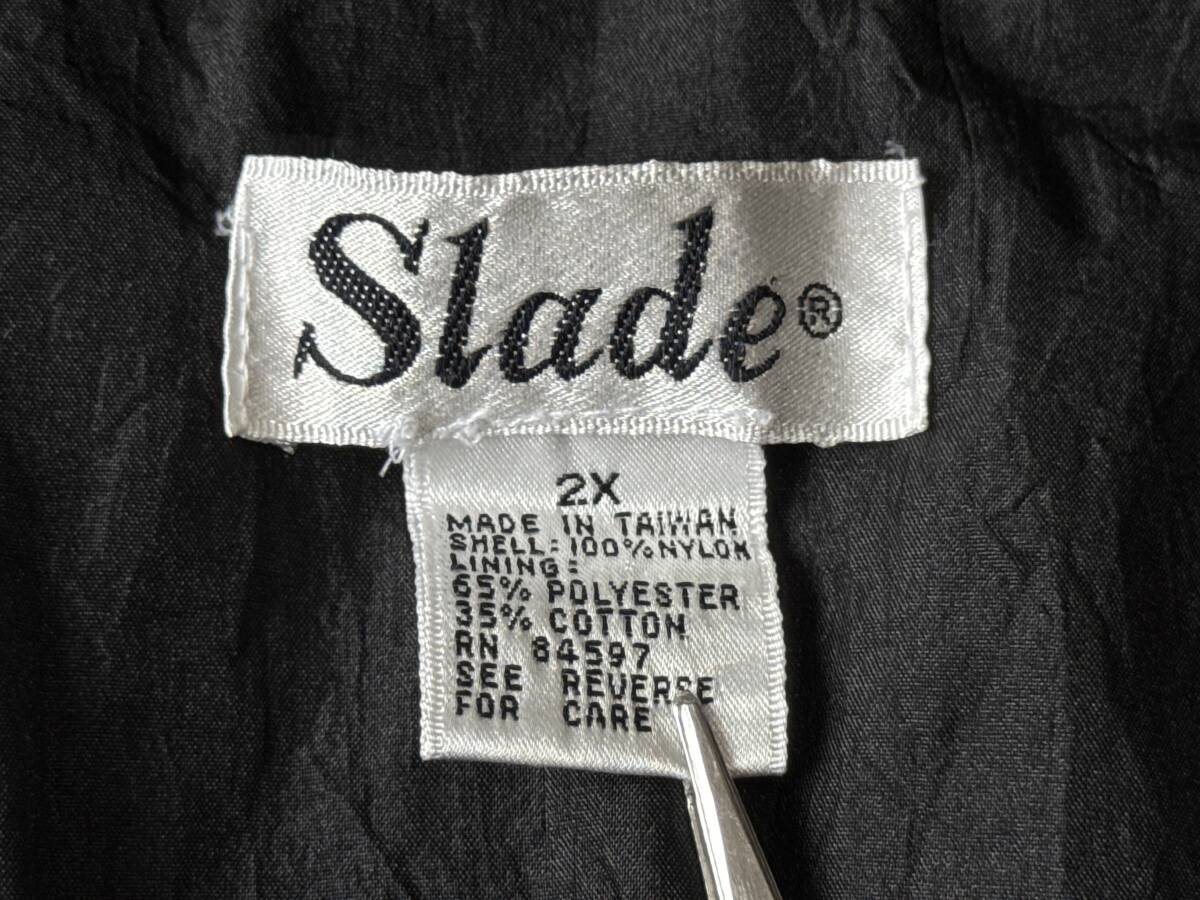 Slade®
2X
MADE IN TAIWAN
SHELL: 100% NYLON
LINING:
65% POLYESTER
35% COTTON
RN 84597
SEE REVERSE
FOR CARE